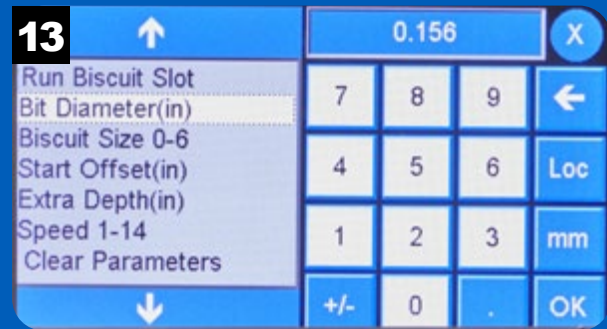 13
0.156
X
Run Biscuit Slot
Bit Diameter(in)
Biscuit Size 0-6
Start Offset(in)
Extra Depth(in)
Speed 1-14
Clear Parameters
7 8 9
4 5 6 Loc
1 2 3 mm
+/- 0 . OK